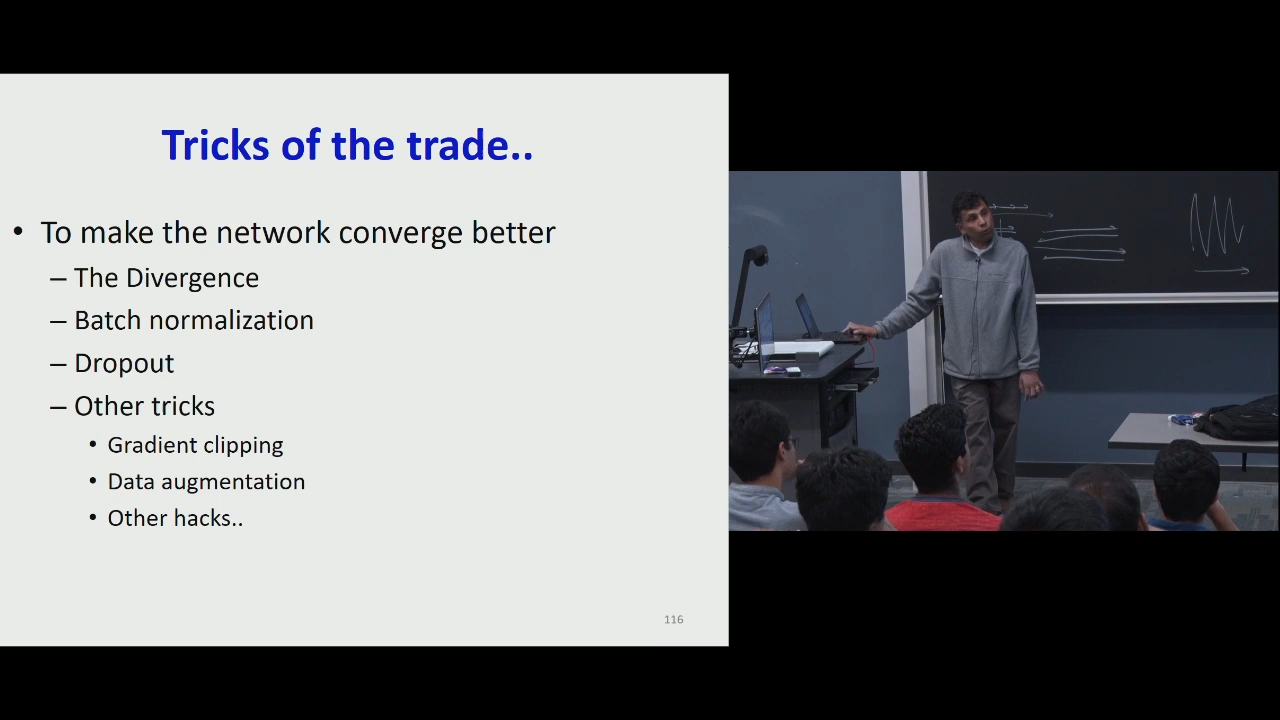 Tricks of the trade..
• To make the network converge better
– The Divergence
– Batch normalization
– Dropout
– Other tricks
• Gradient clipping
• Data augmentation
• Other hacks..
116